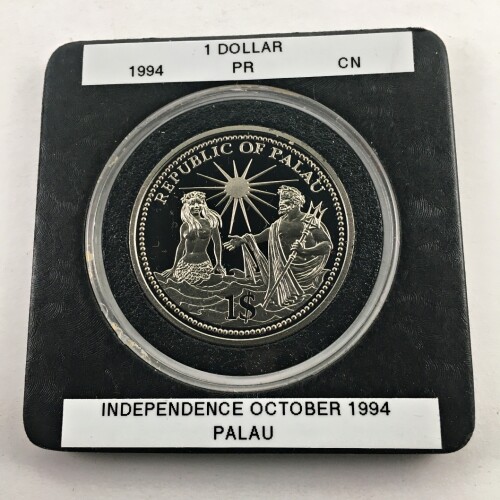 1 DOLLAR
1994 PR CN
REPUBLIC OF PALAU
1$
INDEPENDENCE OCTOBER 1994
PALAU